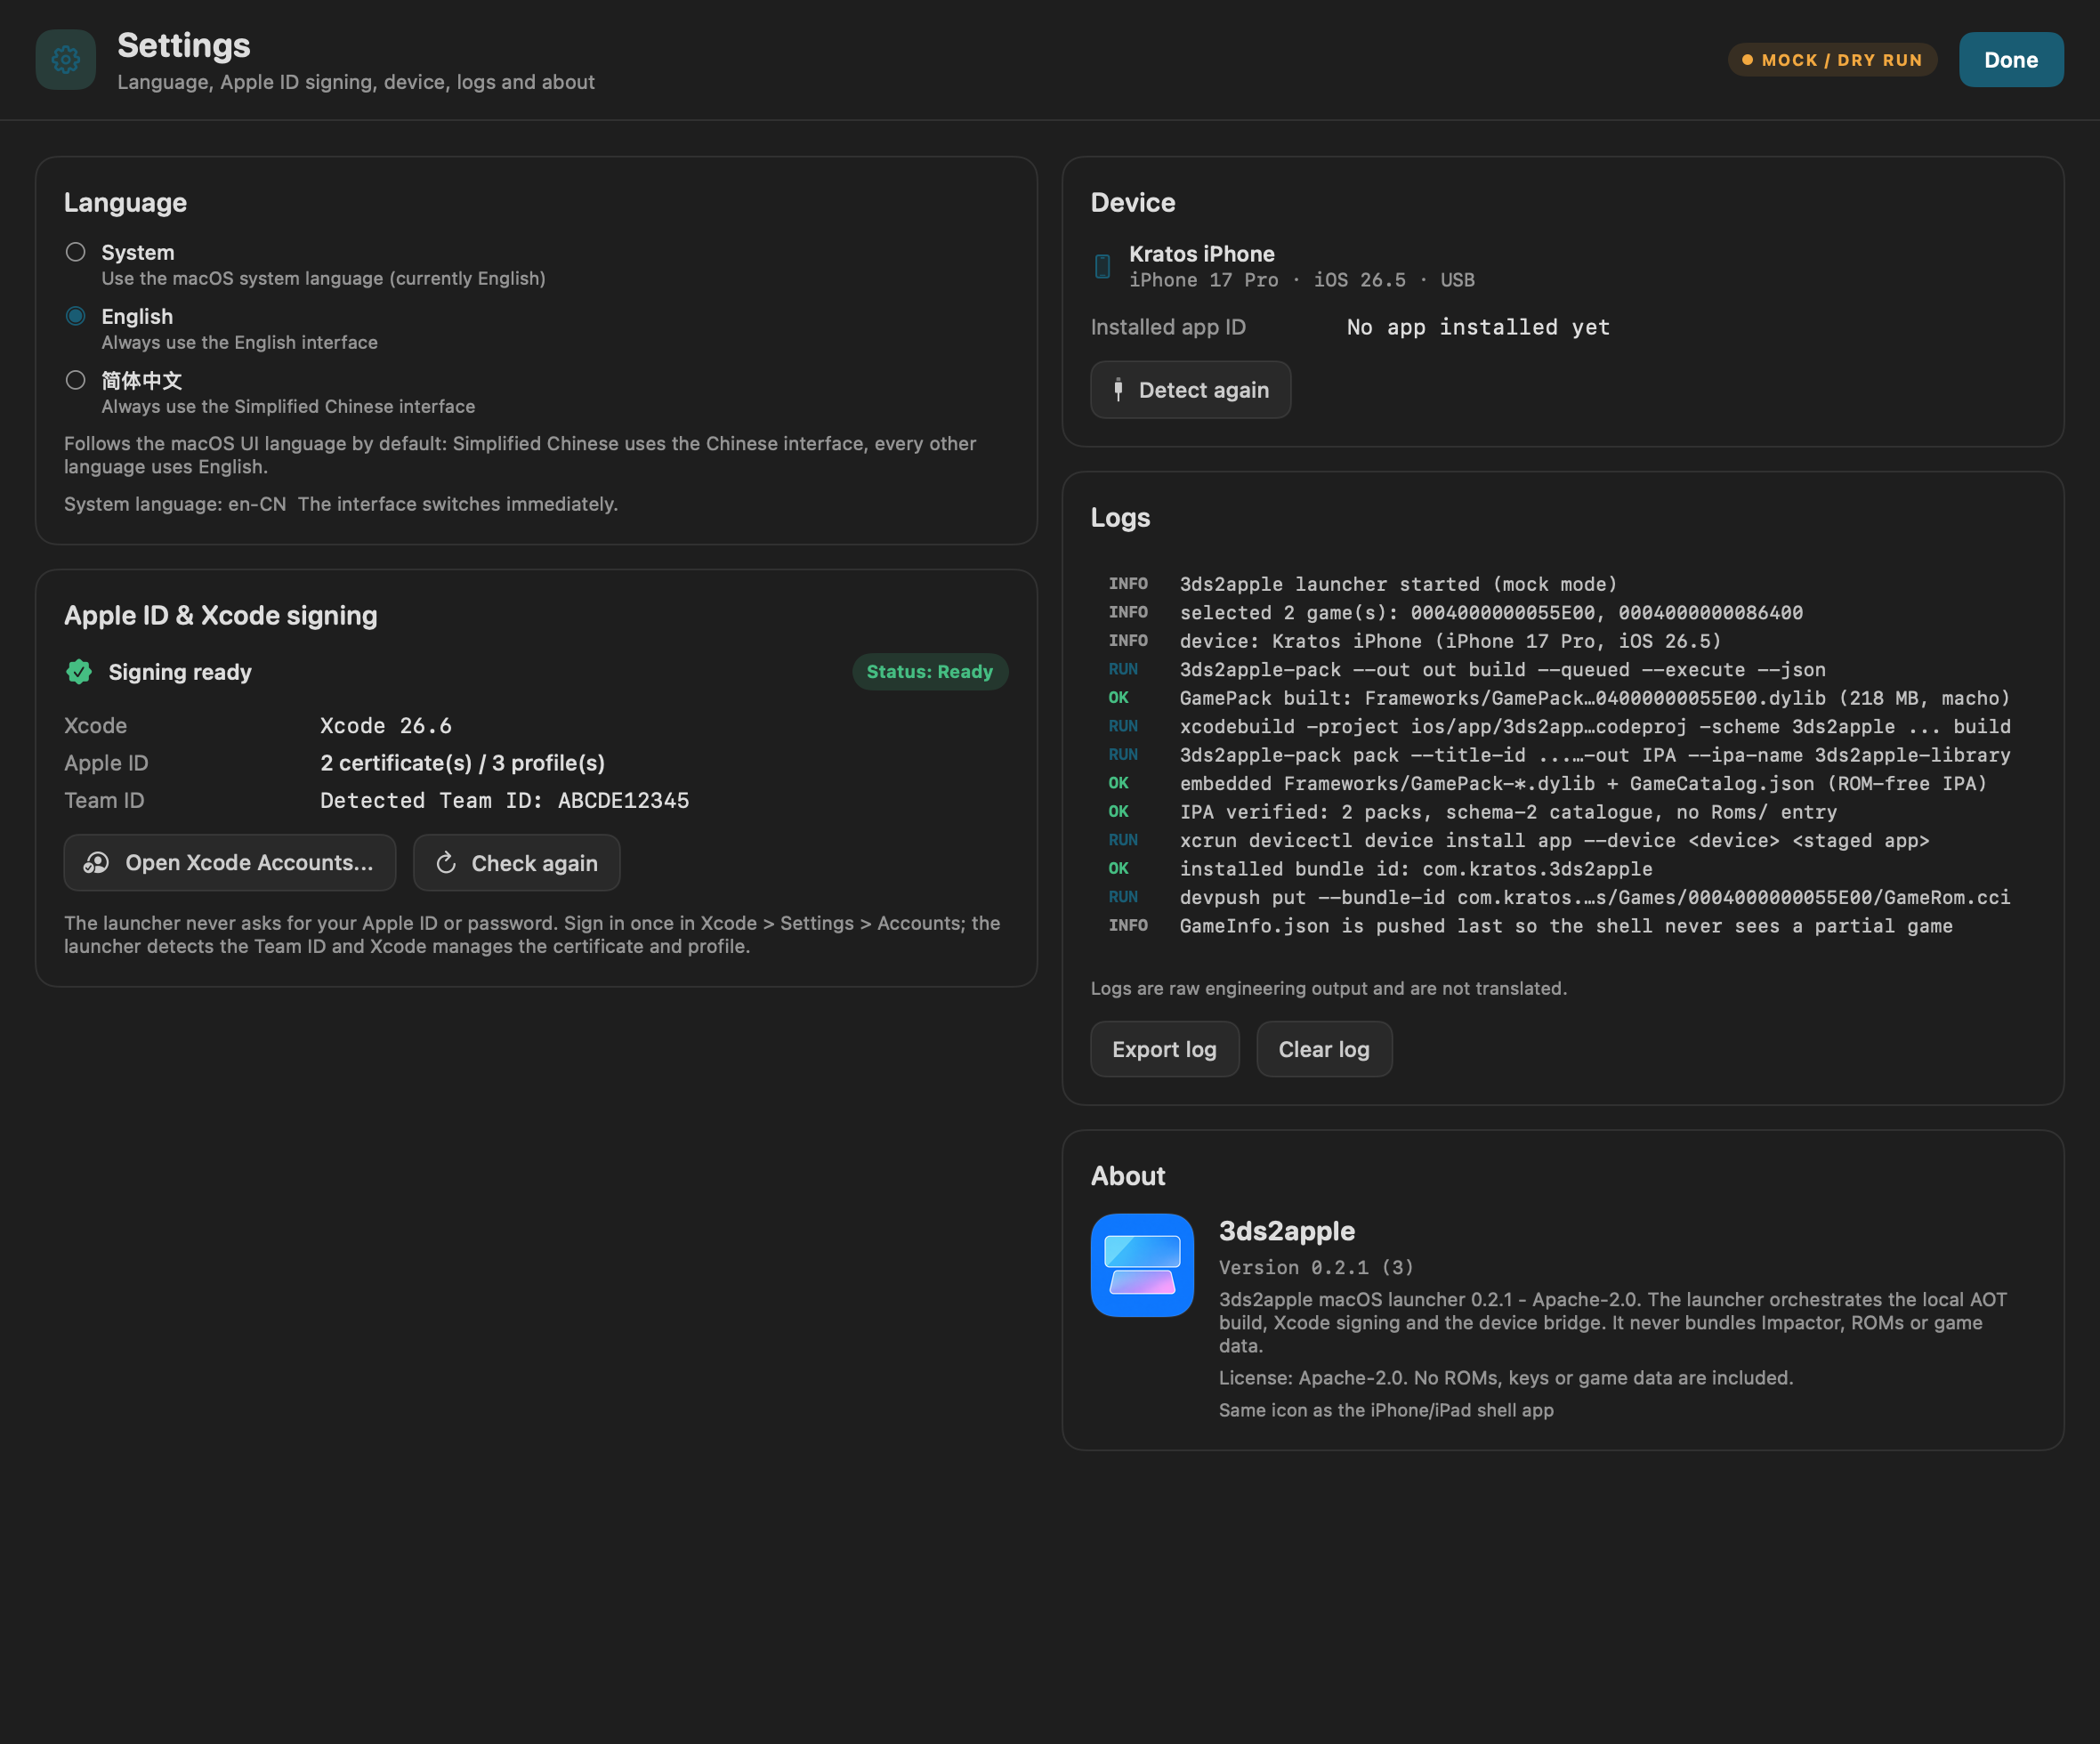 Settings
Language, Apple ID signing, device, logs and about
MOCK / DRY RUN
Done
Language
System
Use the macOS system language (currently English)
English
Always use the English interface
简体中文
Always use the Simplified Chinese interface
Follows the macOS UI language by default: Simplified Chinese uses the Chinese interface, every other
language uses English.
System language: en-CN  The interface switches immediately.
Apple ID & Xcode signing
Signing ready
Status: Ready
Xcode Xcode 26.6
Apple ID 2 certificate(s) / 3 profile(s)
Team ID Detected Team ID: ABCDE12345
Open Xcode Accounts...
Check again
The launcher never asks for your Apple ID or password. Sign in once in Xcode > Settings > Accounts; the
launcher detects the Team ID and Xcode manages the certificate and profile.
Device
Kratos iPhone
iPhone 17 Pro · iOS 26.5 · USB
Installed app ID No app installed yet
Detect again
Logs
INFO 3ds2apple launcher started (mock mode)
INFO selected 2 game(s): 0004000000055E00, 0004000000086400
INFO device: Kratos iPhone (iPhone 17 Pro, iOS 26.5)
RUN 3ds2apple-pack --out out build --queued --execute --json
OK GamePack built: Frameworks/GamePack…04000000055E00.dylib (218 MB, macho)
RUN xcodebuild -project ios/app/3ds2app…codeproj -scheme 3ds2apple ... build
RUN 3ds2apple-pack pack --title-id ...…-out IPA --ipa-name 3ds2apple-library
OK embedded Frameworks/GamePack-*.dylib + GameCatalog.json (ROM-free IPA)
OK IPA verified: 2 packs, schema-2 catalogue, no Roms/ entry
RUN xcrun devicectl device install app --device <device> <staged app>
OK installed bundle id: com.kratos.3ds2apple
RUN devpush put --bundle-id com.kratos.…s/Games/0004000000055E00/GameRom.cci
INFO GameInfo.json is pushed last so the shell never sees a partial game
Logs are raw engineering output and are not translated.
Export log
Clear log
About
3ds2apple
Version 0.2.1 (3)
3ds2apple macOS launcher 0.2.1 - Apache-2.0. The launcher orchestrates the local AOT
build, Xcode signing and the device bridge. It never bundles Impactor, ROMs or game
data.
License: Apache-2.0. No ROMs, keys or game data are included.
Same icon as the iPhone/iPad shell app